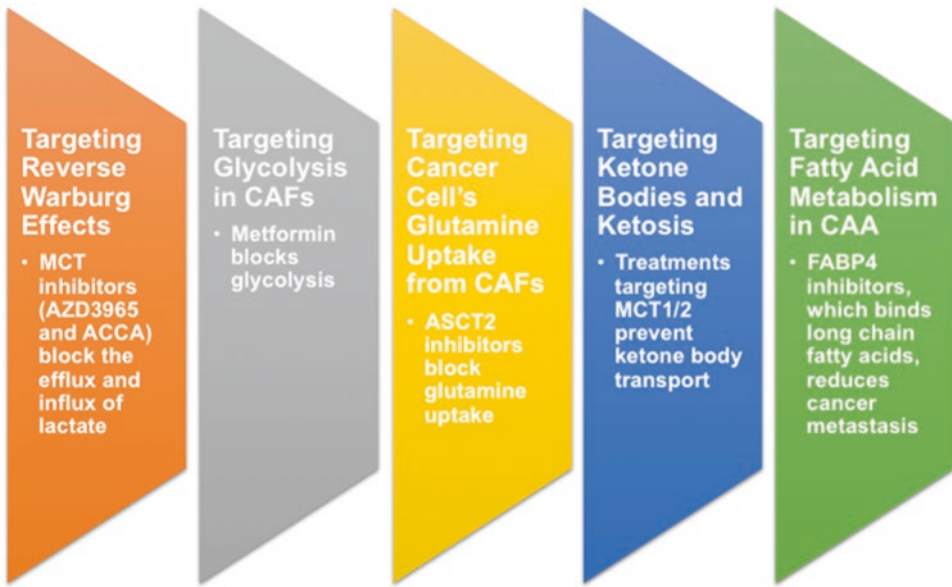 Targeting
Reverse
Warburg
Effects
• MCT
inhibitors
(AZD3965
and ACCA)
block the
efflux and
influx of
lactate
Targeting
Glycolysis
in CAFs
• Metformin
blocks
glycolysis
Targeting
Cancer
Cell's
Glutamine
Uptake
from CAFs
• ASCT2
inhibitors
block
glutamine
uptake
Targeting
Ketone
Bodies and
Ketosis
• Treatments
targeting
MCT1/2
prevent
ketone body
transport
Targeting
Fatty Acid
Metabolism
in CAA
• FABP4
inhibitors,
which binds
long chain
fatty acids,
reduces
cancer
metastasis